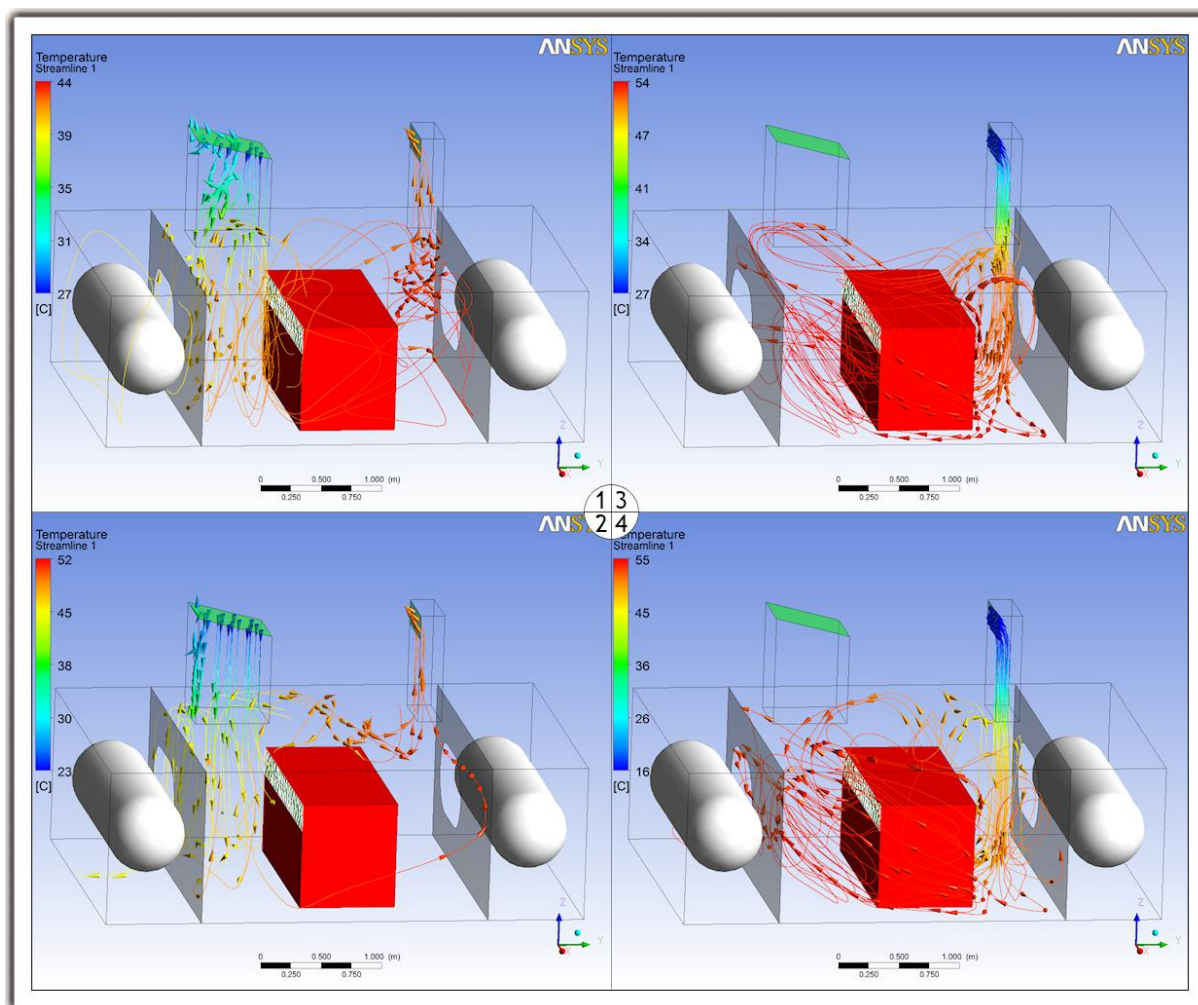 ANSYS
Temperature
Streamline 1
44
39
35
31
27
[C]
Z
Y
X
0 0.500 1.000 (m)
0.250 0.750
ANSYS
Temperature
Streamline 1
54
47
41
34
27
[C]
Z
Y
X
0 0.500 1.000 (m)
0.250 0.750
1 3
2 4
ANSYS
Temperature
Streamline 1
52
45
38
30
23
[C]
Z
Y
X
0 0.500 1.000 (m)
0.250 0.750
ANSYS
Temperature
Streamline 1
55
45
36
26
16
[C]
Z
Y
X
0 0.500 1.000 (m)
0.250 0.750